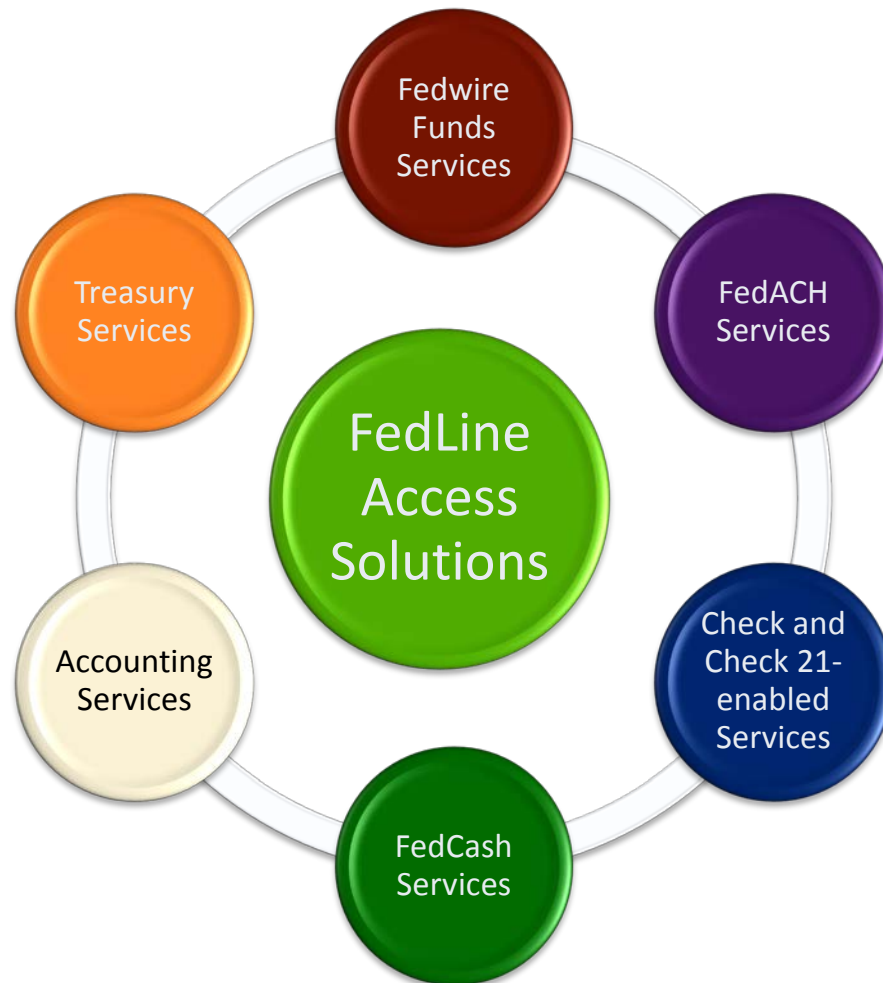 Fedwire
Funds
Services
FedACH
Services
Check and
Check 21-
enabled
Services
FedCash
Services
Accounting
Services
Treasury
Services
FedLine
Access
Solutions